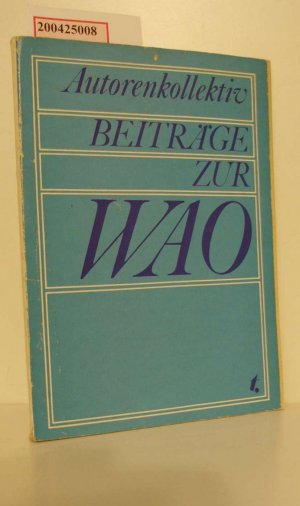 200425008
Autorenkollektiv
BEITRÄGE
ZUR
WAO
t.